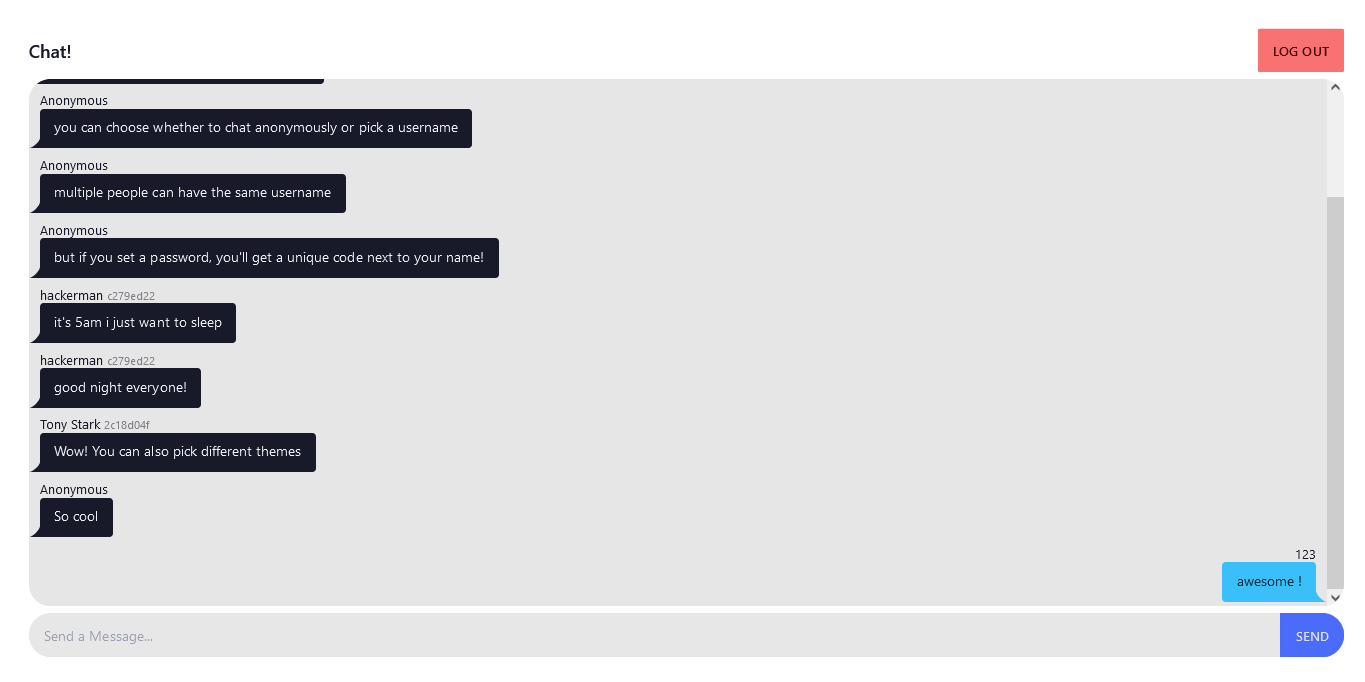 Chat!
LOG OUT
Anonymous
you can choose whether to chat anonymously or pick a username
Anonymous
multiple people can have the same username
Anonymous
but if you set a password, you'll get a unique code next to your name!
hackerman c279ed22
it's 5am i just want to sleep
hackerman c279ed22
good night everyone!
Tony Stark 2c18d04f
Wow! You can also pick different themes
Anonymous
So cool
123
awesome !
Send a Message...
SEND